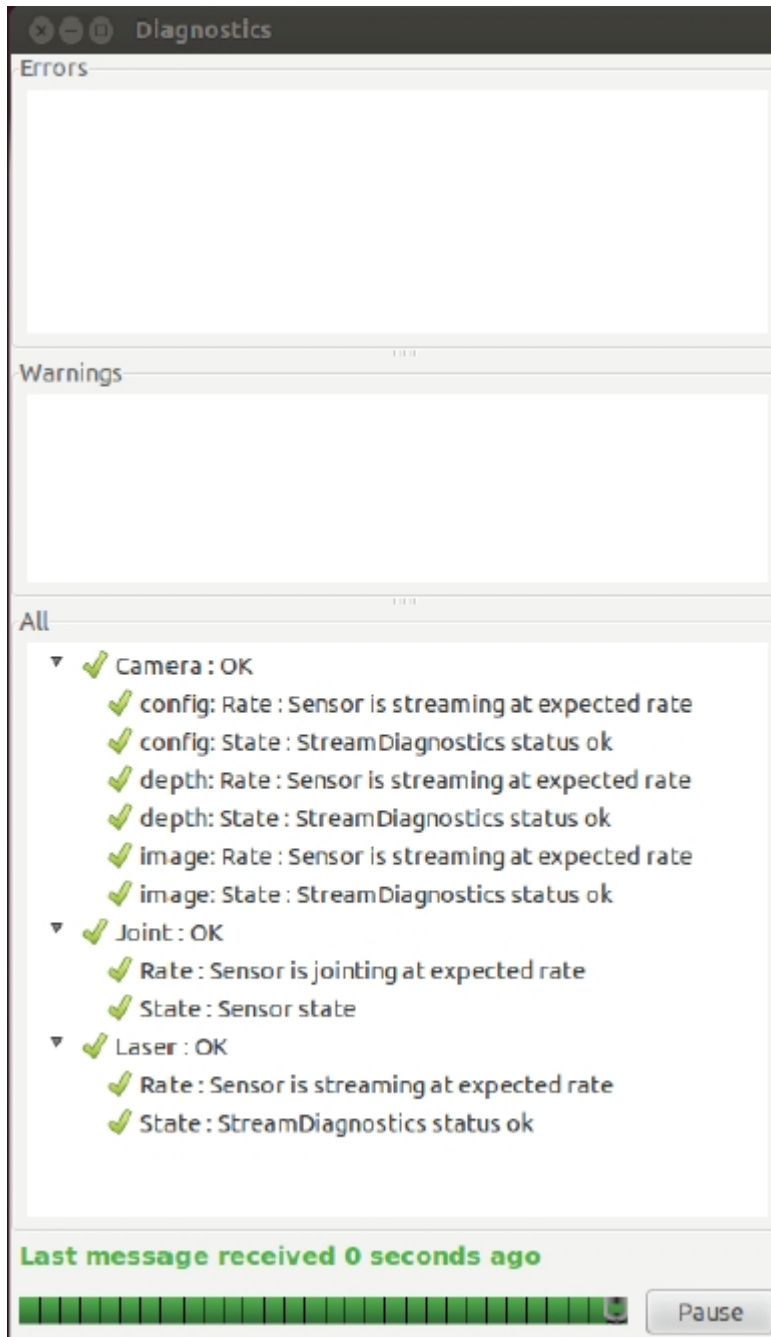 Diagnostics
Errors
Warnings
All
Camera : OK
config: Rate : Sensor is streaming at expected rate
config: State : StreamDiagnostics status ok
depth: Rate : Sensor is streaming at expected rate
depth: State : StreamDiagnostics status ok
image: Rate : Sensor is streaming at expected rate
image: State : StreamDiagnostics status ok
Joint : OK
Rate : Sensor is jointing at expected rate
State : Sensor state
Laser : OK
Rate : Sensor is streaming at expected rate
State : StreamDiagnostics status ok
Last message received 0 seconds ago
Pause